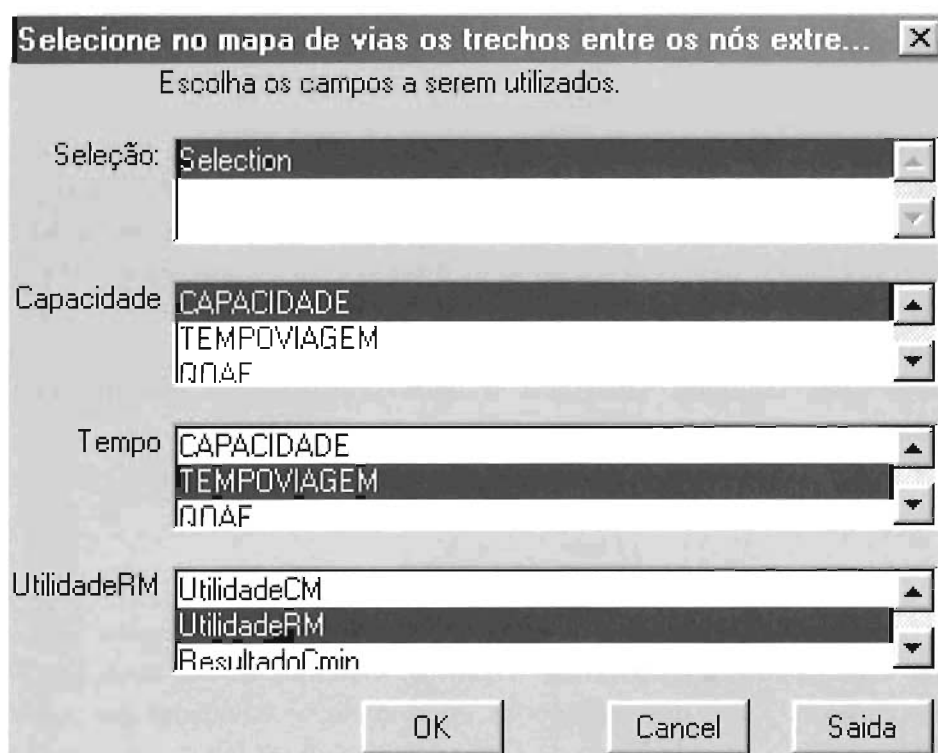 Selecione no mapa de vias os trechos entre os nós extre...
Escolha os campos a serem utilizados.
Seleção: Selection
Capacidade CAPACIDADE
TEMPOVIAGEM
Tempo CAPACIDADE
TEMPOVIAGEM
UtilidadeRM UtilidadeCM
UtilidadeRM
ResultadoCmin
OK Cancel Saida